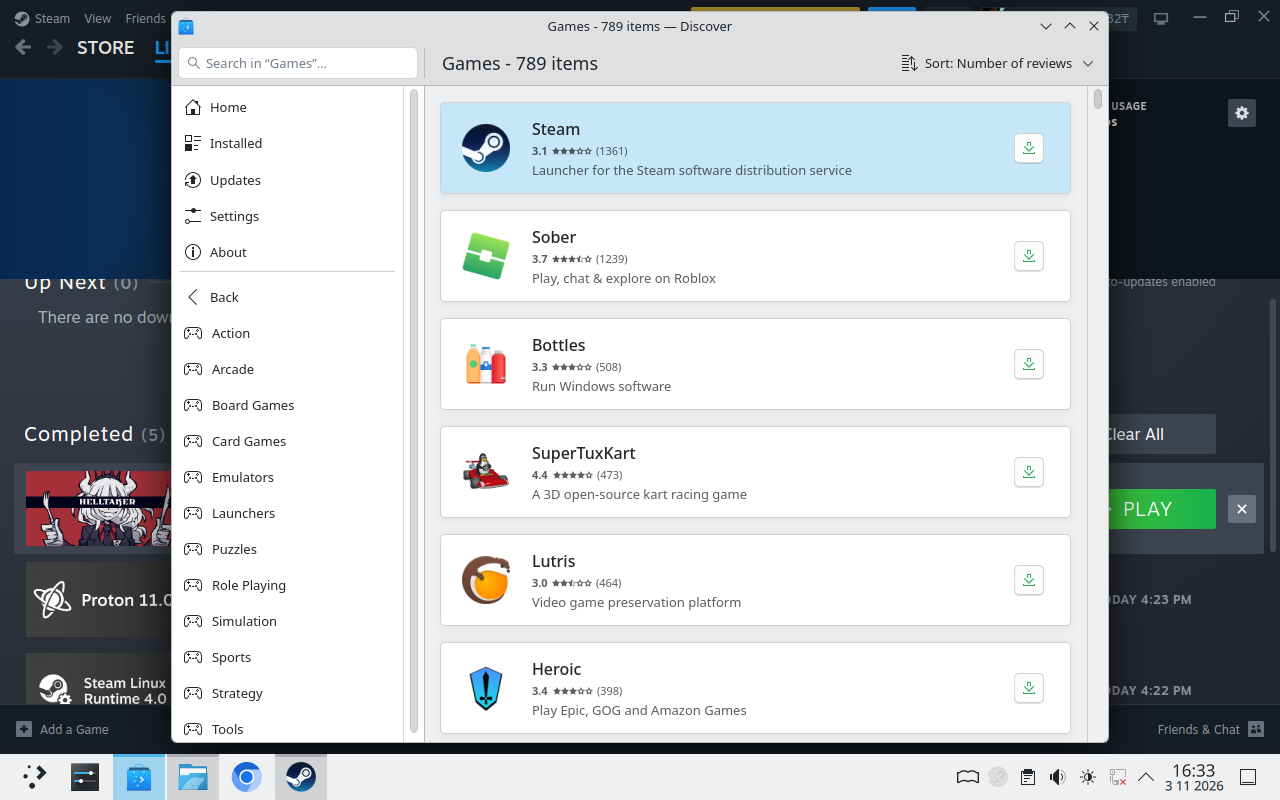 Steam View Friends
Games - 789 items — Discover
STORE
Search in “Games”...
Games - 789 items
Sort: Number of reviews
Home
Installed
Updates
Settings
About
Back
Action
Arcade
Board Games
Card Games
Emulators
Launchers
Puzzles
Role Playing
Simulation
Sports
Strategy
Tools
Steam
3.1 (1361)
Launcher for the Steam software distribution service
Sober
3.7 (1239)
Play, chat & explore on Roblox
Bottles
3.3 (508)
Run Windows software
SuperTuxKart
4.4 (473)
A 3D open-source kart racing game
Lutris
3.0 (464)
Video game preservation platform
Heroic
3.4 (398)
Play Epic, GOG and Amazon Games
USAGE
Up Next (0)
There are no
enabled
Completed (5)
Clear All
HELLTAKER
PLAY
Proton 11.0
4:23 PM
Steam Linux
Runtime 4.0
4:22 PM
Add a Game
Friends & Chat
16:33
3 11 2026